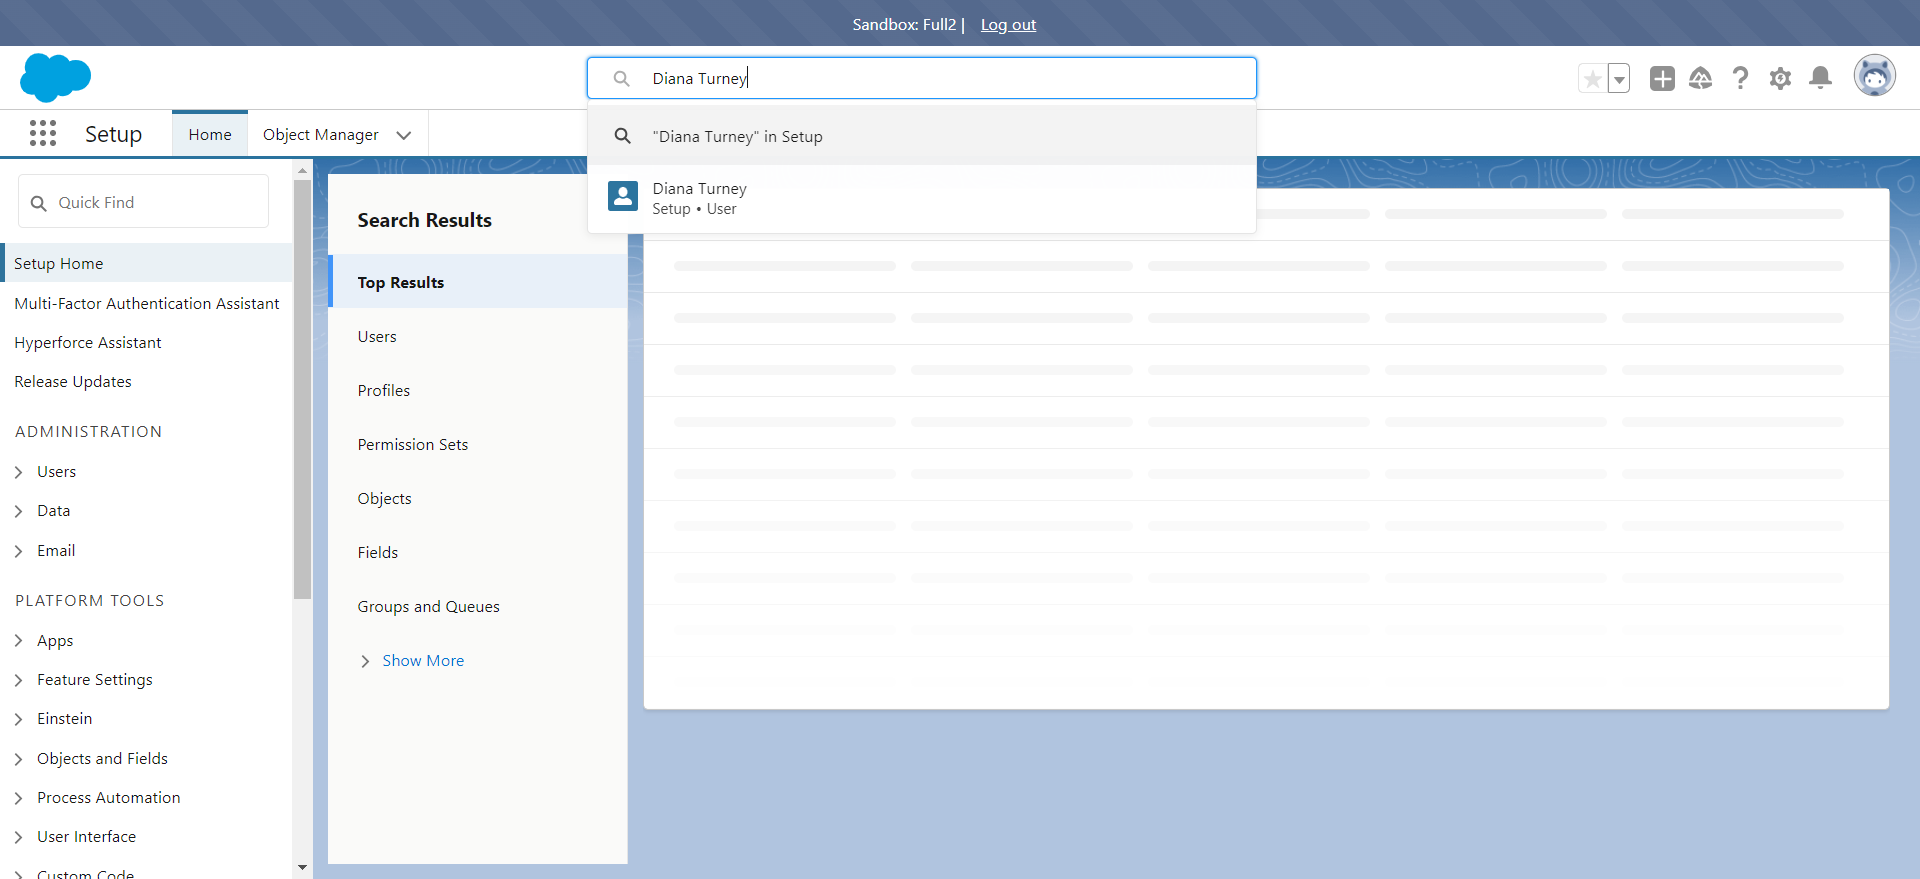 Sandbox: Full2 | Log out
Diana Turney
Setup Home Object Manager
"Diana Turney" in Setup
Diana Turney
Setup • User
Quick Find
Setup Home
Multi-Factor Authentication Assistant
Hyperforce Assistant
Release Updates
ADMINISTRATION
Users
Data
Email
PLATFORM TOOLS
Apps
Feature Settings
Einstein
Objects and Fields
Process Automation
User Interface
Custom Code
Search Results
Top Results
Users
Profiles
Permission Sets
Objects
Fields
Groups and Queues
Show More